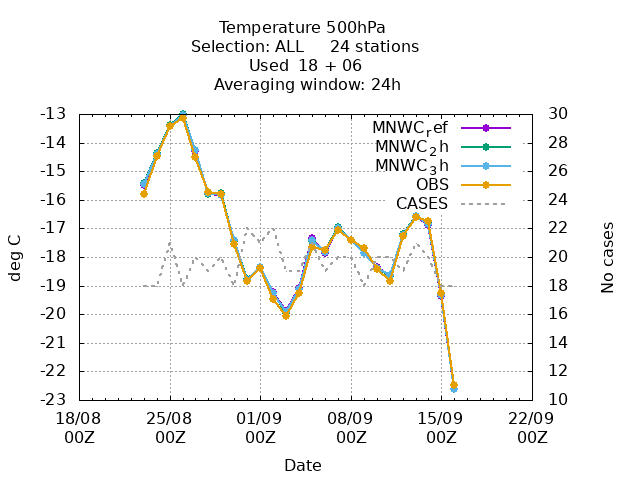 Temperature 500hPa
Selection: ALL 24 stations
Used 18 + 06
Averaging window: 24h
-13
-14
-15
-16
-17
-18
-19
-20
-21
-22
-23
deg C
30
28
26
24
22
20
18
16
14
12
10
No cases
MNWCref
MNWC2h
MNWC3h
OBS
CASES
18/08 25/08 01/09 08/09 15/09 22/09
00Z 00Z 00Z 00Z 00Z 00Z
Date